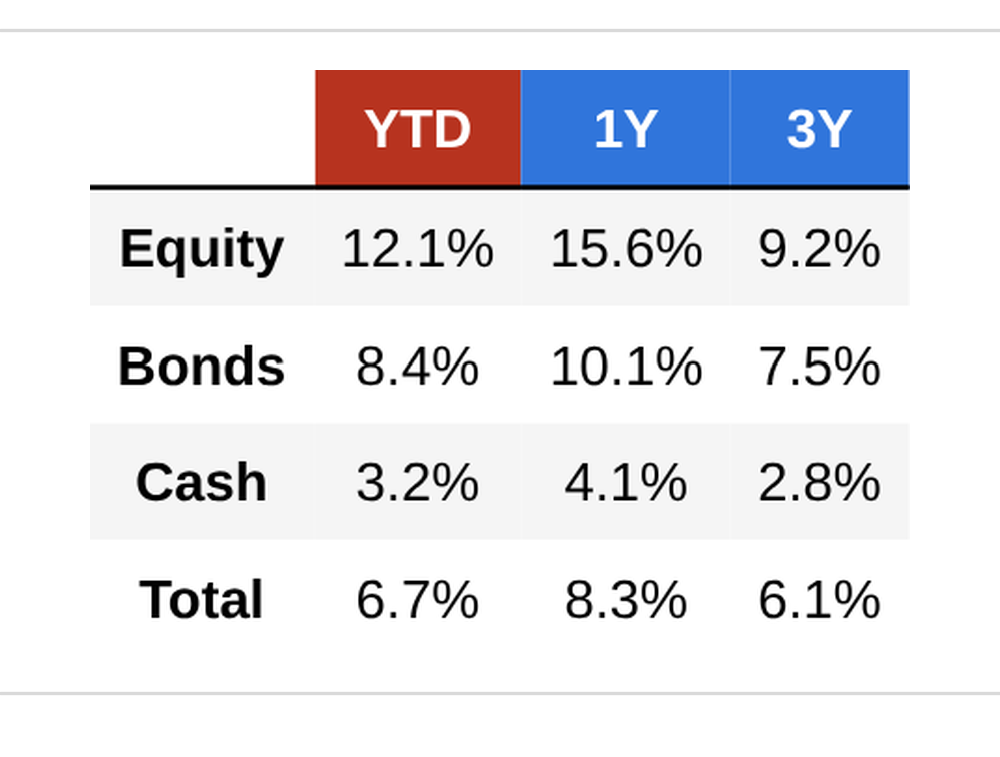 YTD 1Y 3Y
Equity 12.1% 15.6% 9.2%
Bonds 8.4% 10.1% 7.5%
Cash 3.2% 4.1% 2.8%
Total 6.7% 8.3% 6.1%